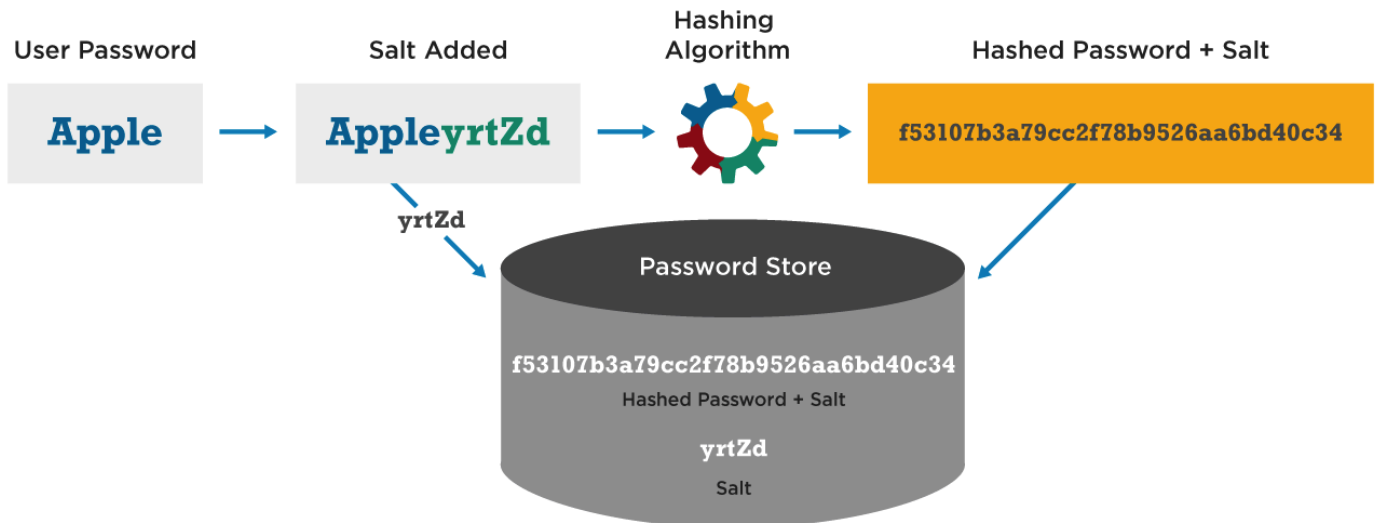 User Password
Salt Added
Hashing
Algorithm
Hashed Password + Salt
Apple
AppleyrtZd
f53107b3a79cc2f78b9526aa6bd40c34
yrtZd
Password Store
f53107b3a79cc2f78b9526aa6bd40c34
Hashed Password + Salt
yrtZd
Salt